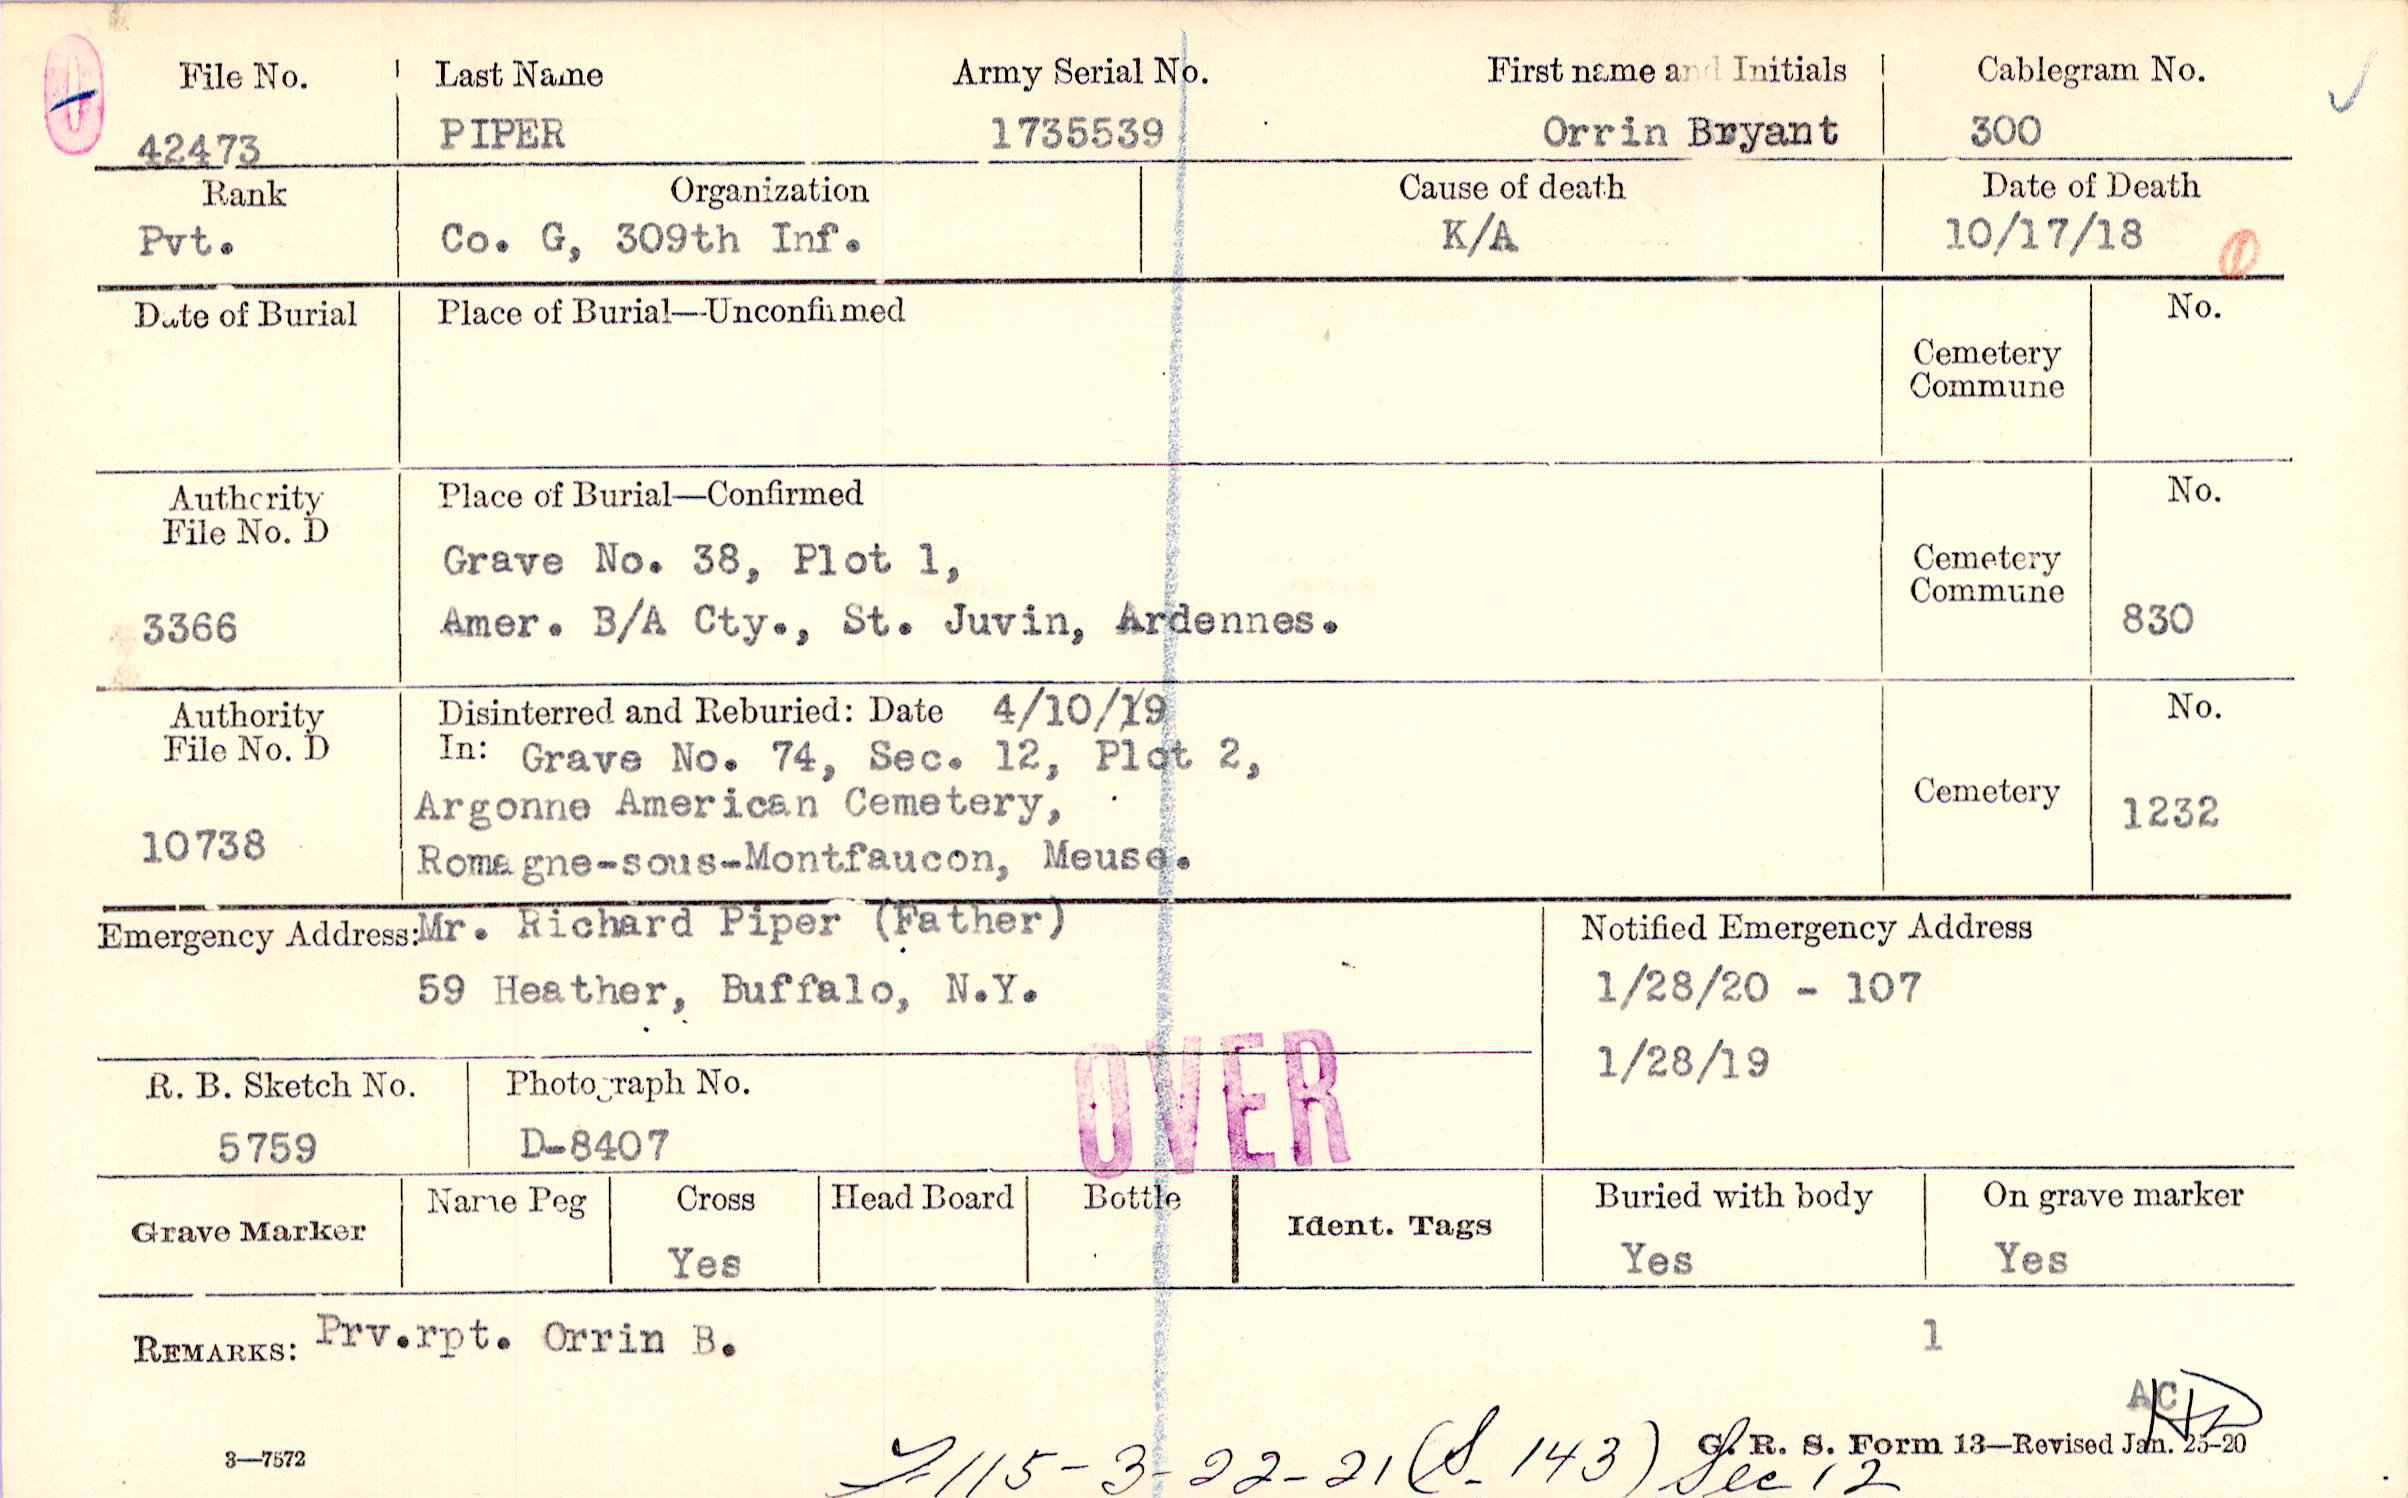 File No. Last Name Army Serial No. First name and Initials Cablegram No.
42473 PIPER 1735539 Orrin Bryant 300
Rank Organization Cause of death Date of Death
Pvt. Co. G, 309th Inf. K/A 10/17/18
Date of Burial Place of Burial—Unconfirmed No.
Cemetery
Commune
Authority Place of Burial—Confirmed No.
File No. D
Grave No. 38, Plot 1, Cemetery
Commune
3366 Amer. B/A Cty., St. Juvin, Ardennes. 830
Authority Disinterred and Reburied: Date 4/10/19 No.
File No. D In: Grave No. 74, Sec. 12, Plot 2,
Argonne American Cemetery, Cemetery 1232
10738 Romagne-sous-Montfaucon, Meuse.
Emergency Address: Mr. Richard Piper (Father) Notified Emergency Address
59 Heather, Buffalo, N.Y. 1/28/20 - 107
1/28/19
OVER
R. B. Sketch No. Photograph No.
5759 D-8407
Grave Marker Name Peg Cross Head Board Bottle Ident. Tags Buried with body On grave marker
Yes Yes Yes
REMARKS: Prv.rpt. Orrin B. 1
AC
3—7572 G. R. S. Form 13—Revised Jan. 25-20
115-3-22-21 (S-143) Sec 12